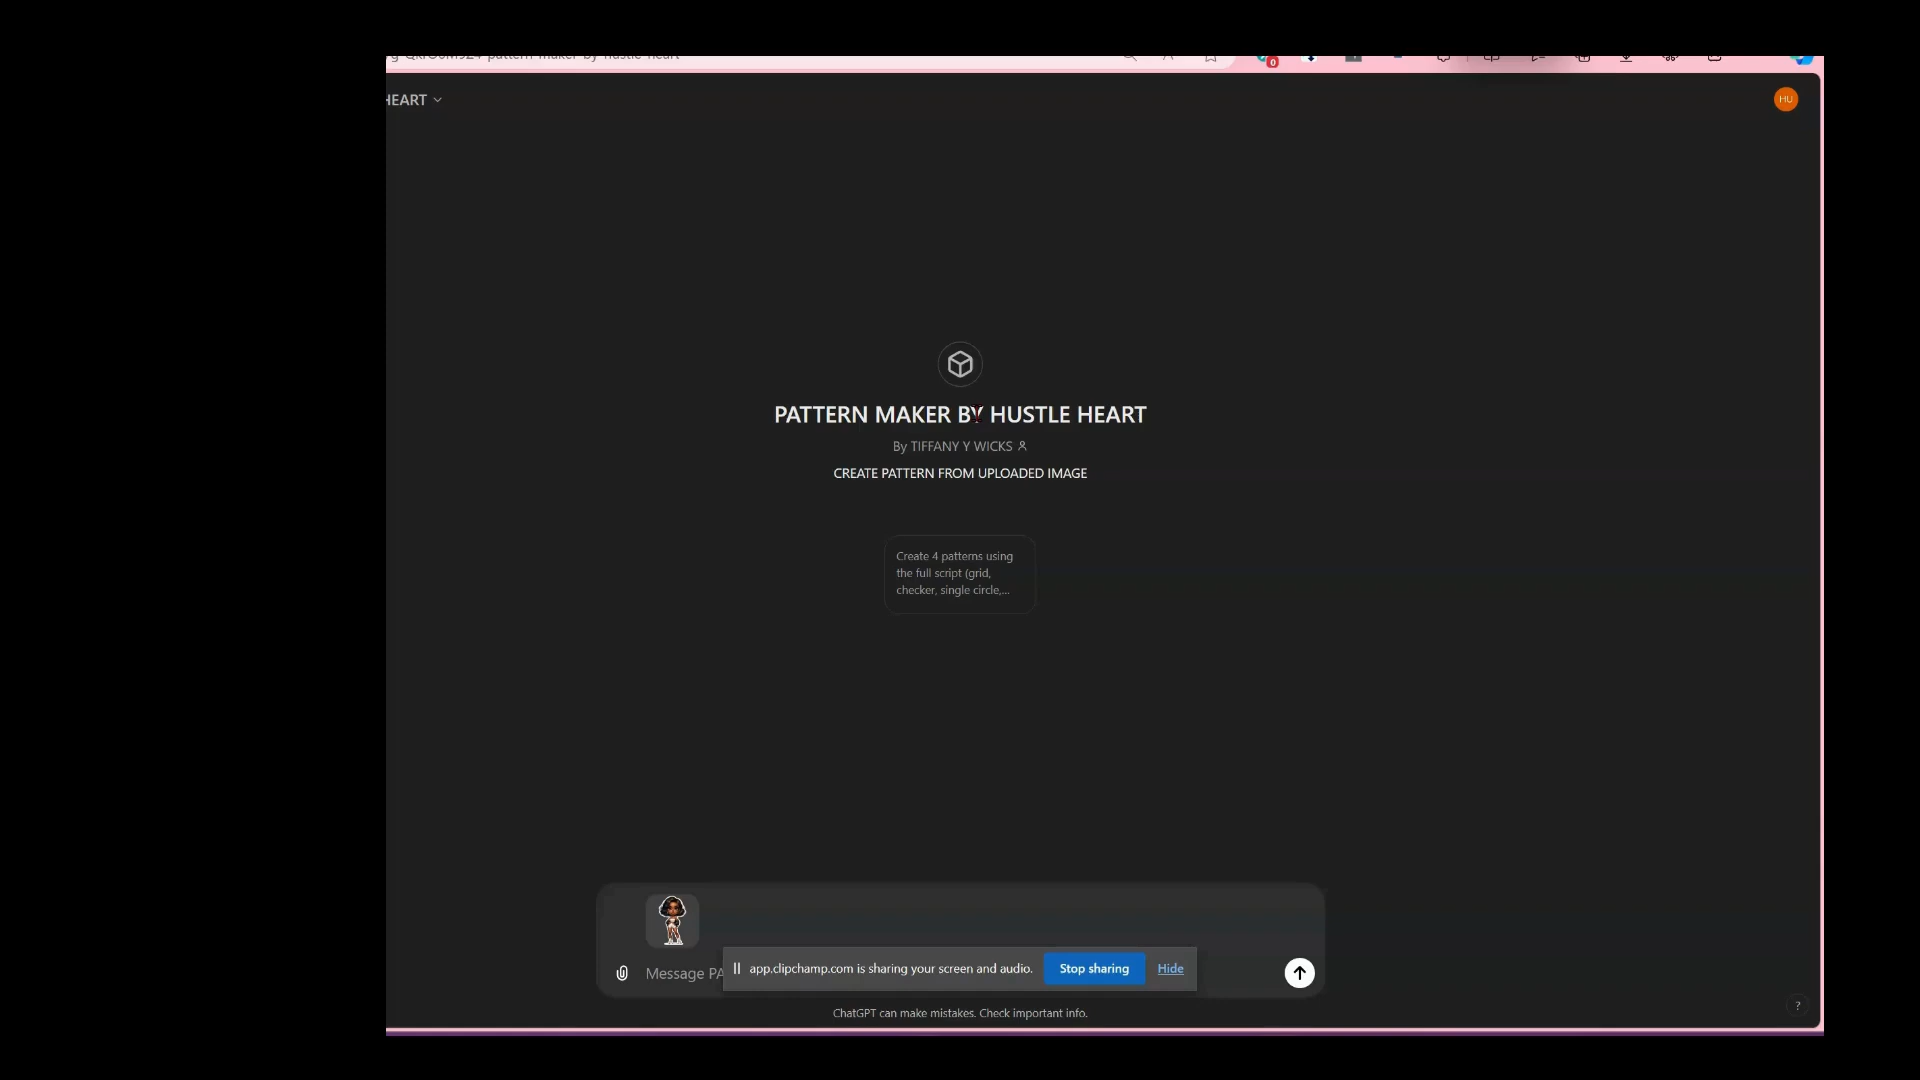 HEART
HU
PATTERN MAKER BY HUSTLE HEART
By TIFFANY Y WICKS
CREATE PATTERN FROM UPLOADED IMAGE
Create 4 patterns using
the full script (grid,
checker, single circle,...
Message PA
app.clipchamp.com is sharing your screen and audio.
Stop sharing
Hide
ChatGPT can make mistakes. Check important info.
?
0